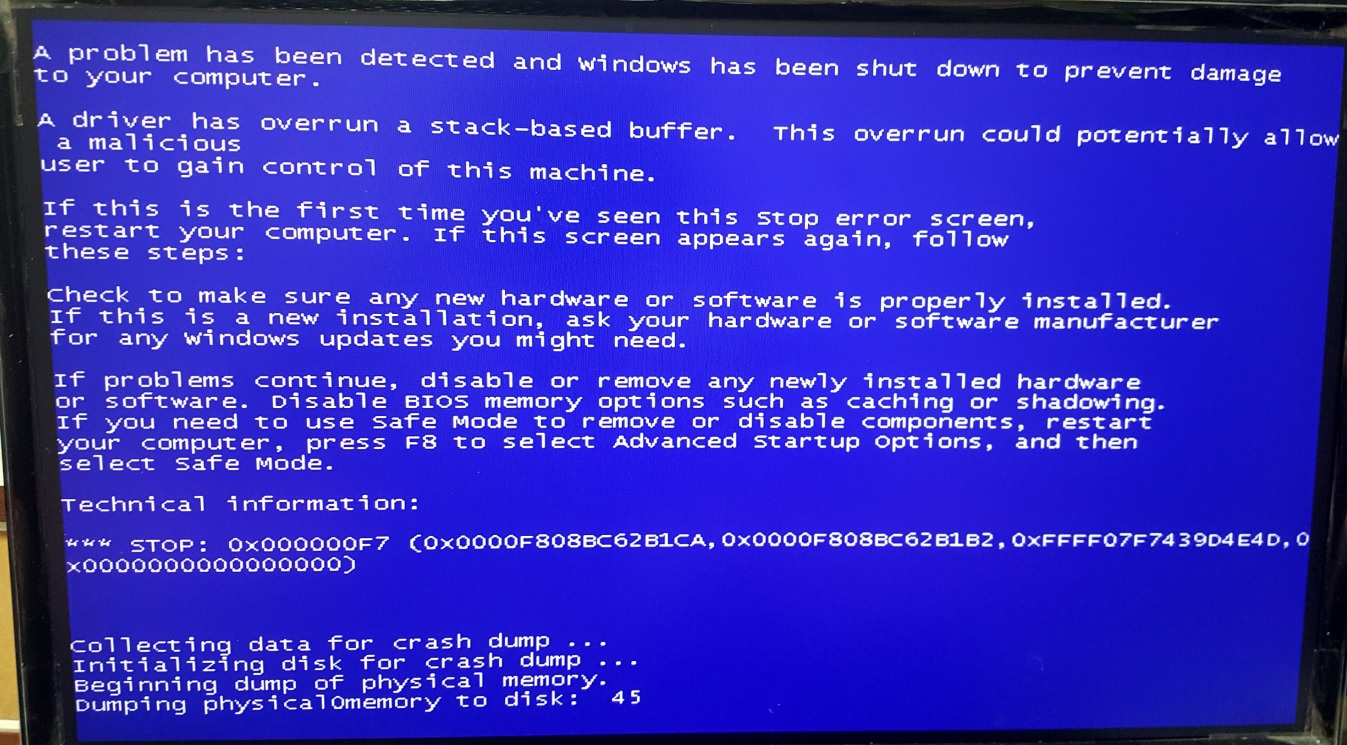 A problem has been detected and Windows has been shut down to prevent damage
to your computer.
A driver has overrun a stack-based buffer.  This overrun could potentially allow
 a malicious
user to gain control of this machine.
If this is the first time you've seen this Stop error screen,
restart your computer. If this screen appears again, follow
these steps:
Check to make sure any new hardware or software is properly installed.
If this is a new installation, ask your hardware or software manufacturer
for any Windows updates you might need.
If problems continue, disable or remove any newly installed hardware
or software. Disable BIOS memory options such as caching or shadowing.
If you need to use Safe Mode to remove or disable components, restart
your computer, press F8 to select Advanced Startup Options, and then
select Safe Mode.
Technical information:
*** STOP: 0x000000F7 (0x0000F808BC62B1CA,0x0000F808BC62B1B2,0xFFFF07F7439D4E4D,0
x0000000000000000)
Collecting data for crash dump ...
Initializing disk for crash dump ...
Beginning dump of physical memory.
Dumping physical0memory to disk:  45